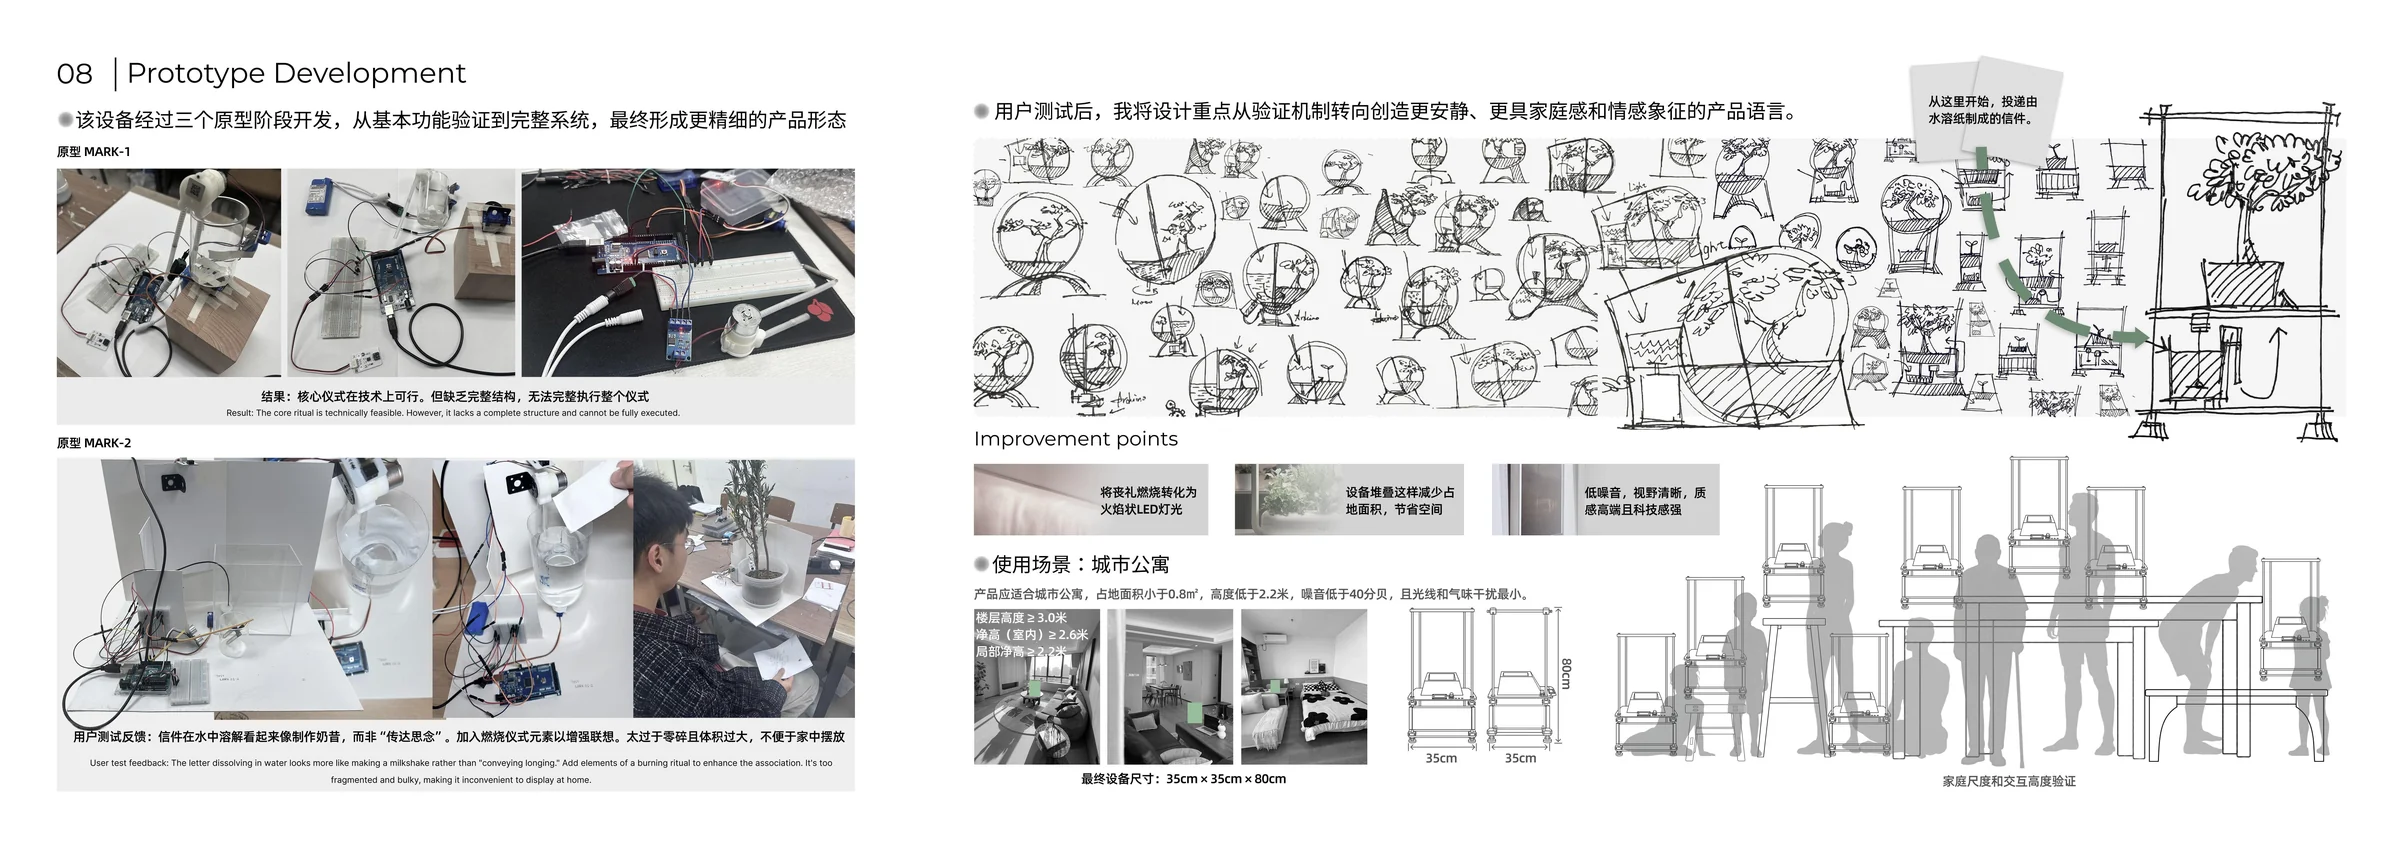 08 | Prototype Development
该设备经过三个原型阶段开发，从基本功能验证到完整系统，最终形成更精细的产品形态
原型 MARK-1
结果：核心仪式在技术上可行。但缺乏完整结构，无法完整执行整个仪式
Result: The core ritual is technically feasible. However, it lacks a complete structure and cannot be fully executed.
原型 MARK-2
用户测试反馈：信件在水中溶解看起来像制作奶昔，而非“传达思念”。加入燃烧仪式元素以增强联想。太过于零碎且体积过大，不便于家中摆放
User test feedback: The letter dissolving in water looks more like making a milkshake rather than "conveying longing." Add elements of a burning ritual to enhance the association. It's too
fragmented and bulky, making it inconvenient to display at home.
用户测试后，我将设计重点从验证机制转向创造更安静、更具家庭感和情感象征的产品语言。
从这里开始，投递由
水溶纸制成的信件。
Light
Arduino
Arduino
Improvement points
将丧礼燃烧转化为
火焰状LED灯光
设备堆叠这样减少占
地面积，节省空间
低噪音，视野清晰，质
感高端且科技感强
使用场景：城市公寓
产品应适合城市公寓，占地面积小于0.8㎡，高度低于2.2米，噪音低于40分贝，且光线和气味干扰最小。
楼层高度≥3.0米
净高（室内）≥2.6米
局部净高≥2.2米
80cm
35cm
35cm
最终设备尺寸：35cm×35cm×80cm
家庭尺度和交互高度验证